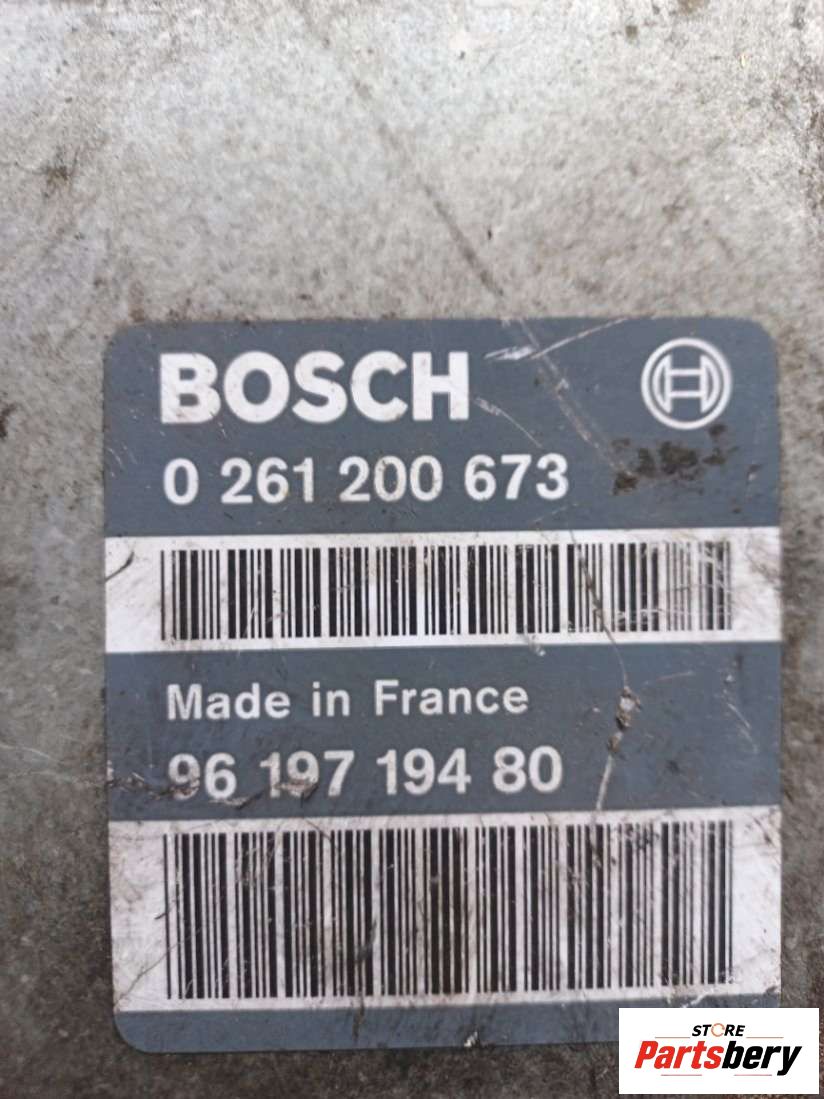 BOSCH
0 261 200 673
Made in France
96 197 194 80
STORE
Partsbery